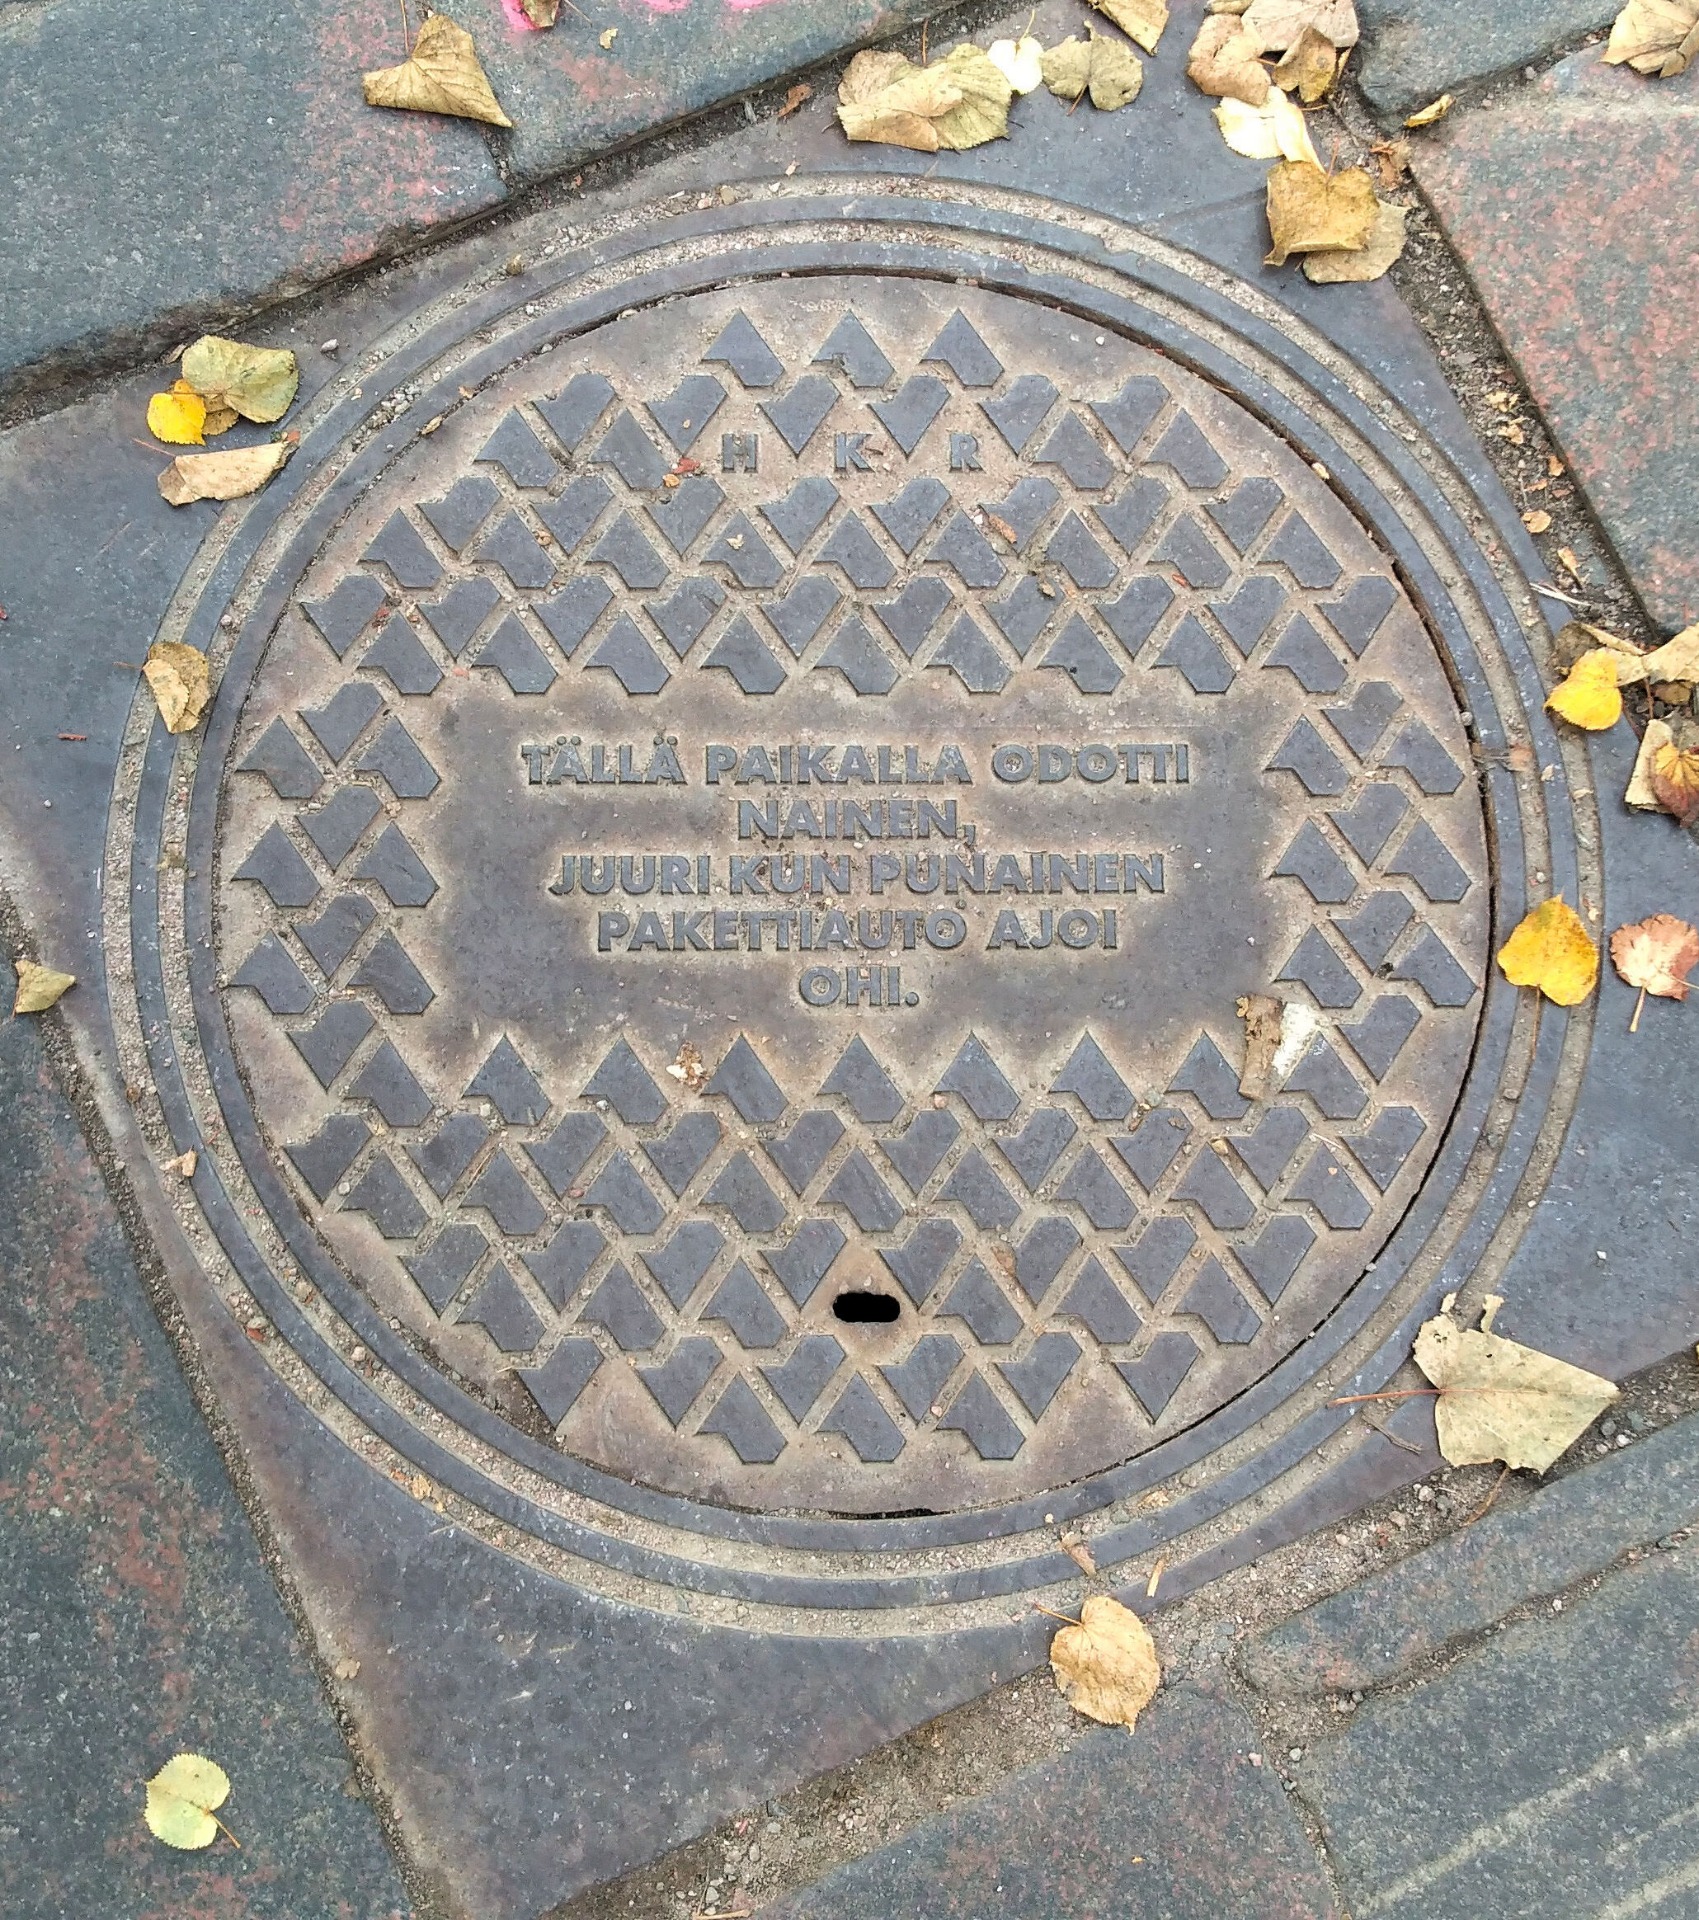 H K R
TÄLLÄ PAIKALLA ODOTTI
NAINEN,
JUURI KUN PUNAINEN
PAKETTIAUTO AJOI
OHI.